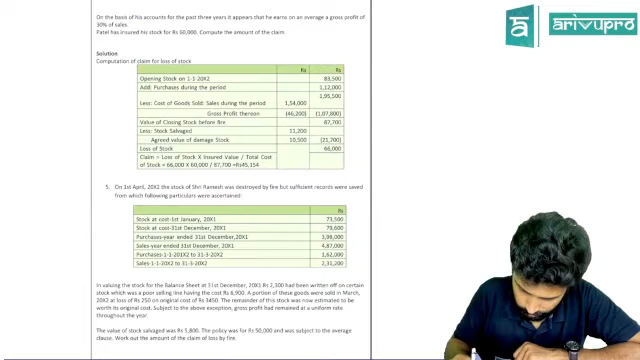 On the basis of his accounts for the past three years it appears that he earns on an average a gross profit of
30% of sales.
Patel has insured his stock for Rs 60,000. Compute the amount of the claim
Solution
Computation of claim for loss of stock
Rs Rs
Opening Stock on 1-1-20X2 83,500
Add: Purchases during the period 1,12,000
1,95,500
Less: Cost of Goods Sold: Sales during the period 1,54,000
Gross Profit thereon (46,200) (1,07,800)
Value of Closing Stock before fire 87,700
Less: Stock Salvaged 11,200
Agreed value of damage Stock 10,500 (21,700)
Loss of Stock 66,000
Claim = Loss of Stock X Insured Value / Total Cost
of Stock = 66,000 X 60,000 / 87,700 =Rs45,154
5. On 1st April, 20X2 the stock of Shri Ramesh was destroyed by fire but sufficient records were saved
from which following particulars were ascertained:
Rs
Stock at cost-1st January, 20X1 73,500
Stock at cost-31st December, 20X1 79,600
Purchases-year ended 31st December,20X1 3,98,000
Sales-year ended 31st December, 20X1 4,87,000
Purchases-1-1-201X2 to 31-3-20X2 1,62,000
Sales-1-1-20X2 to 31-3-20X2 2,31,200
In valuing the stock for the Balance Sheet at 31st December, 20X1 Rs 2,300 had been written off on certain
stock which was a poor selling line having the cost Rs 6,900. A portion of these goods were sold in March,
20X2 at loss of Rs 250 on original cost of Rs 3450. The remainder of this stock was now estimated to be
worth its original cost. Subject to the above exception, gross profit had remained at a uniform rate
throughout the year.
The value of stock salvaged was Rs 5,800. The policy was for Rs 50,000 and was subject to the average
clause. Work out the amount of the claim of loss by fire.
arivupro